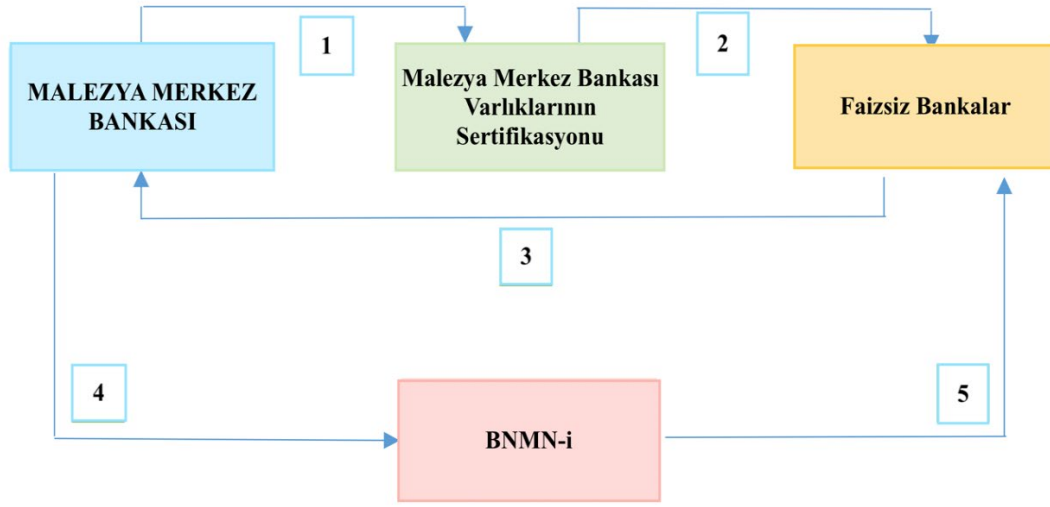 1
2
MALEZYA MERKEZ
BANKASI
Malezya Merkez Bankası
Varlıklarının
Sertifikasyonu
Faizsiz Bankalar
3
4
BNMN-i
5